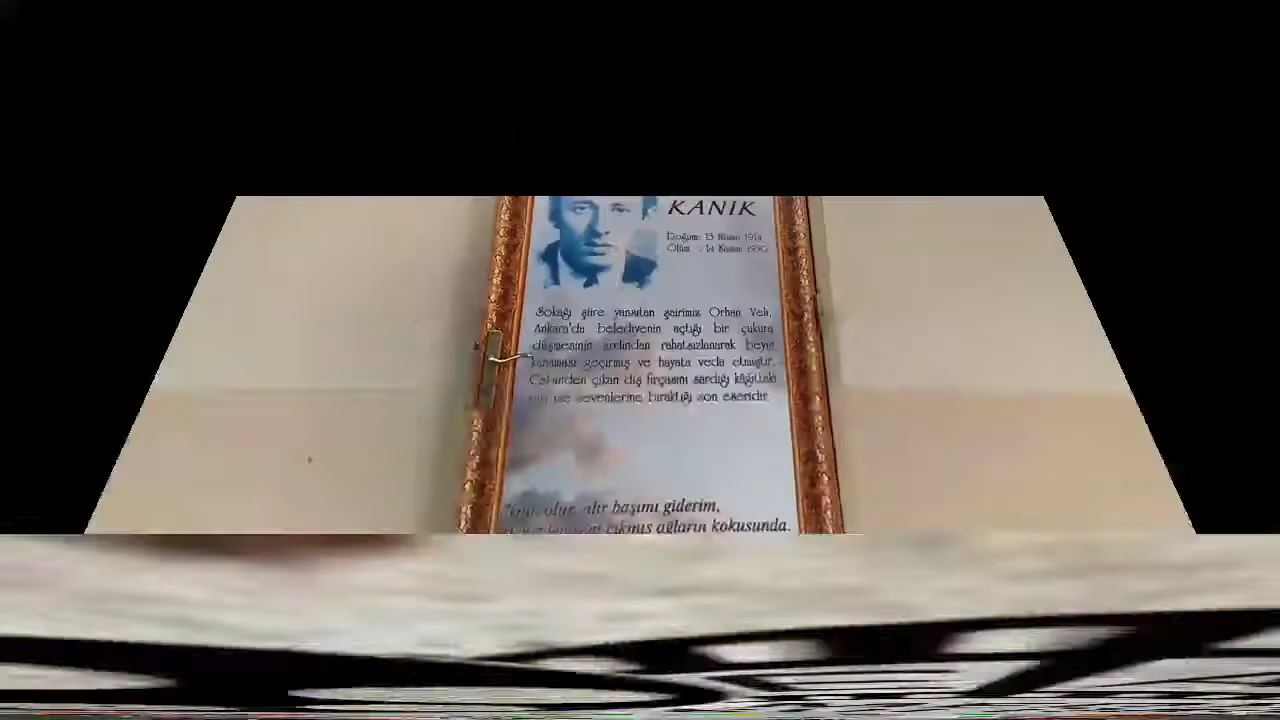 KANIK
Doğum: 13 Nisan 1914
Ölüm : 14 Kasım 1950
Sokağı şiire yansıtan şairimiz Orhan Veli,
Ankara'da belediyenin açtığı bir çukura
düşmesinin ardından rahatsızlanarak beyin
kanaması geçirmiş ve hayata veda etmiştir.
Cebinden çıkan diş fırçasını sardığı kâğıttaki
şiir ise sevenlerine bıraktığı son eseridir.
alır başımı giderim,
çıkmış ağların kokusunda.